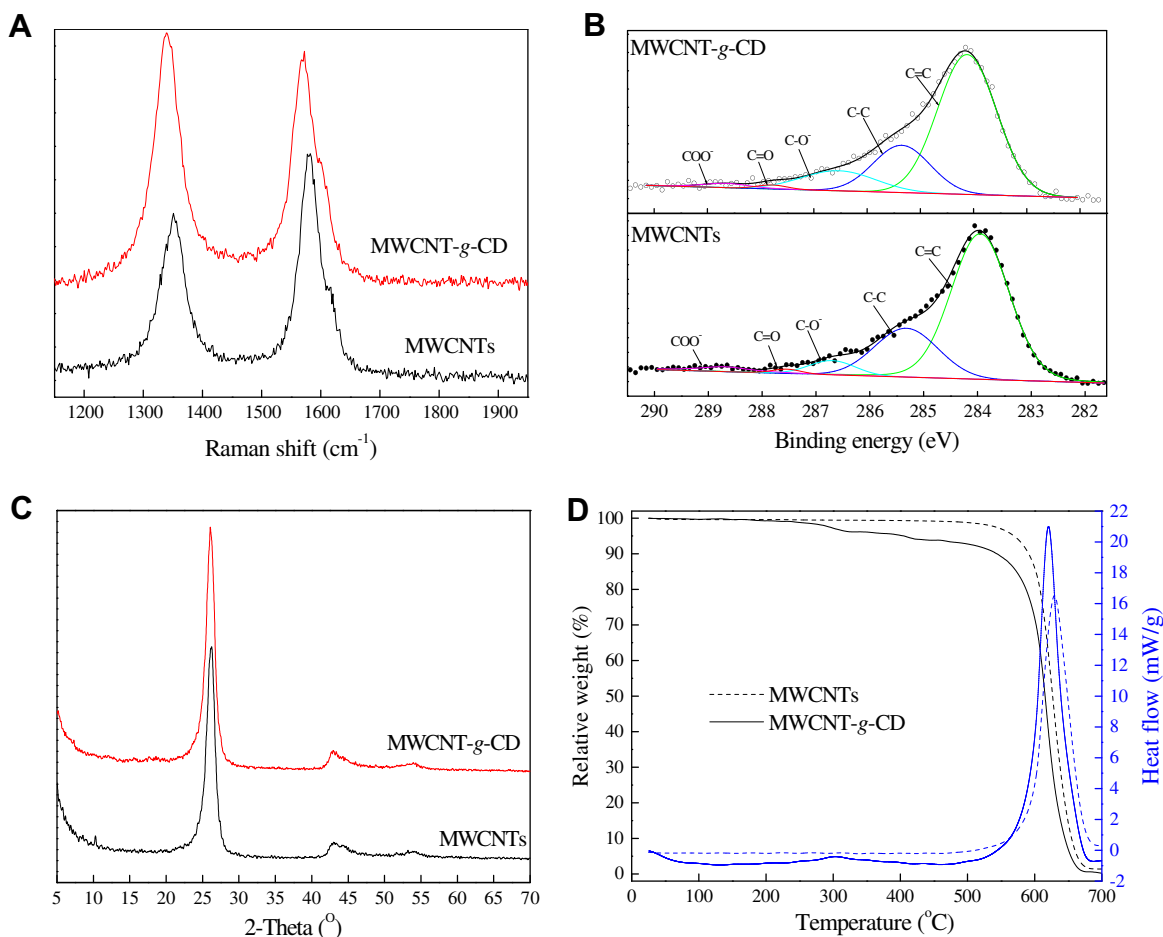 A
MWCNT-g-CD
MWCNTs
1200 1300 1400 1500 1600 1700 1800 1900
Raman shift (cm-1)
B
MWCNT-g-CD
C=C
C-C
C-O-
C=O
COO-
MWCNTs
C=C
C-C
C-O-
C=O
COO-
290 289 288 287 286 285 284 283 282
Binding energy (eV)
C
MWCNT-g-CD
MWCNTs
5 10 15 20 25 30 35 40 45 50 55 60 65 70
2-Theta (O)
D
100
90
80
70
60
50
40
30
20
10
0
Relative weight (%)
MWCNTs
MWCNT-g-CD
22
20
18
16
14
12
10
8
6
4
2
0
-2
Heat flow (mW/g)
0 100 200 300 400 500 600 700
Temperature (oC)